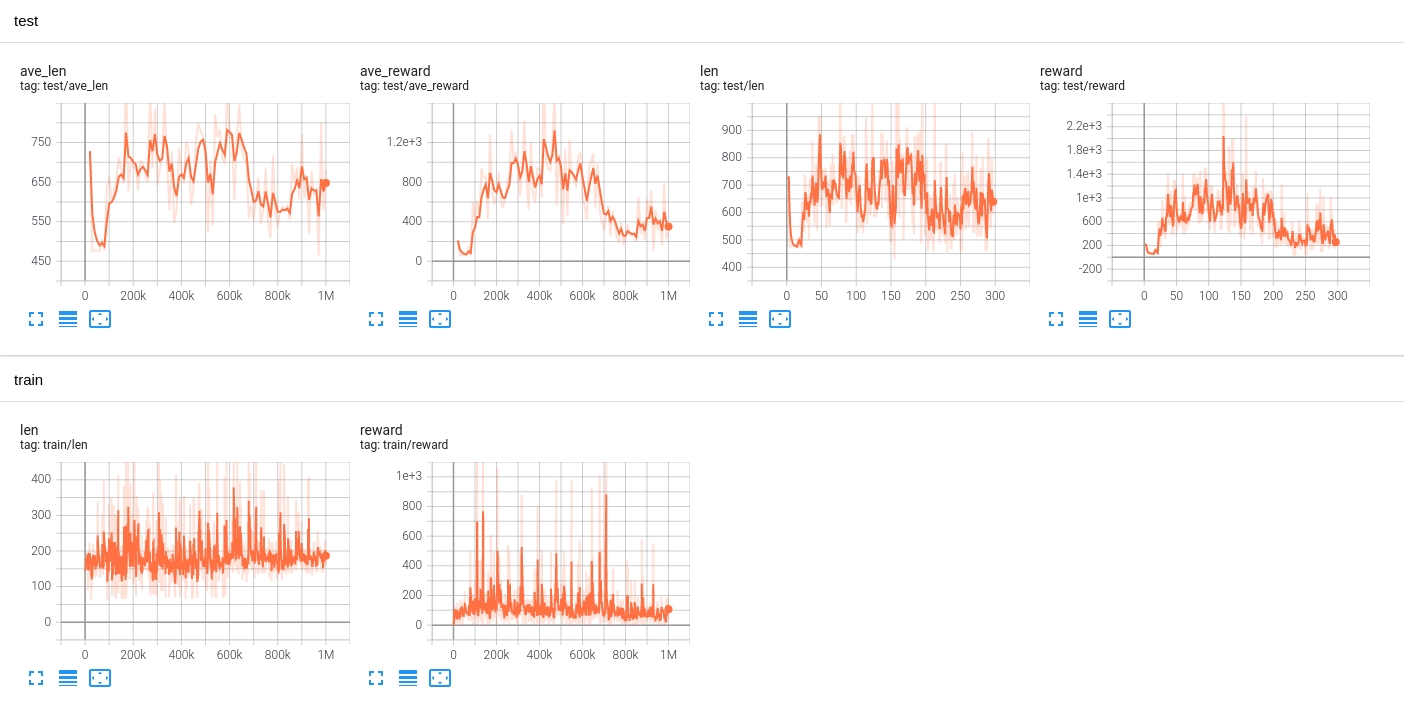 test
ave_len
tag: test/ave_len
750
650
550
450
0
200k
400k
600k
800k
1M
ave_reward
tag: test/ave_reward
1.2e+3
800
400
0
0
200k
400k
600k
800k
1M
len
tag: test/len
900
800
700
600
500
400
0
50
100
150
200
250
300
reward
tag: test/reward
2.2e+3
1.8e+3
1.4e+3
1e+3
600
200
-200
0
50
100
150
200
250
300
train
len
tag: train/len
400
300
200
100
0
0
200k
400k
600k
800k
1M
reward
tag: train/reward
1e+3
800
600
400
200
0
0
200k
400k
600k
800k
1M